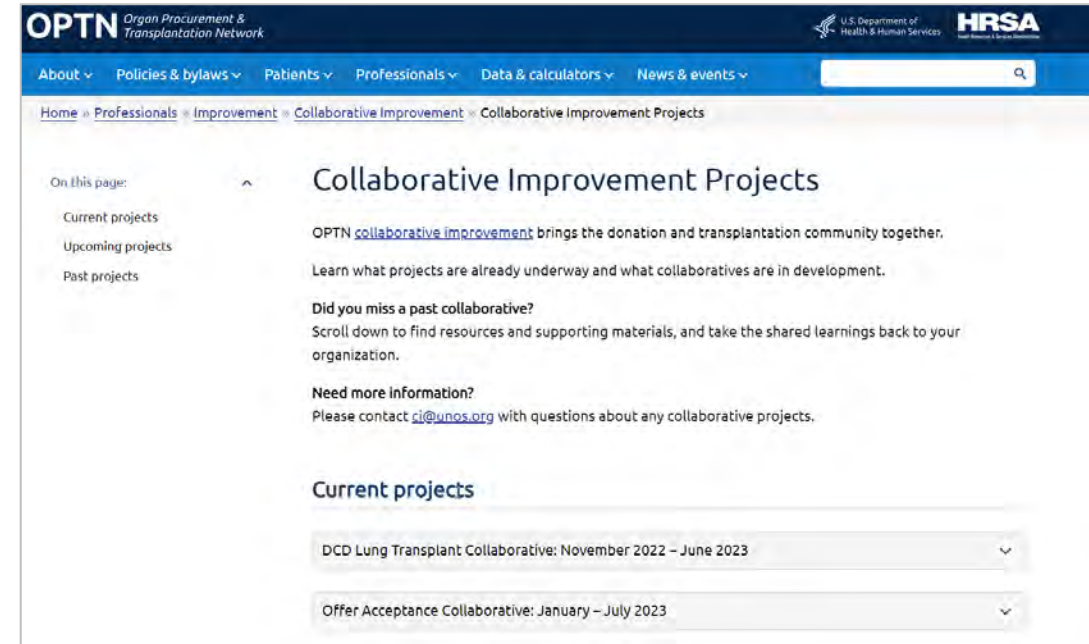 OPTN Organ Procurement &
Transplantation Network
U.S. Department of
Health & Human Services
HRSA
About Policies & bylaws Patients Professionals Data & calculators News & events
Home » Professionals » Improvement » Collaborative Improvement » Collaborative Improvement Projects
On this page:
Current projects
Upcoming projects
Past projects
Collaborative Improvement Projects
OPTN collaborative improvement brings the donation and transplantation community together.
Learn what projects are already underway and what collaboratives are in development.
Did you miss a past collaborative?
Scroll down to find resources and supporting materials, and take the shared learnings back to your
organization.
Need more information?
Please contact ci@unos.org with questions about any collaborative projects.
Current projects
DCD Lung Transplant Collaborative: November 2022 – June 2023
Offer Acceptance Collaborative: January – July 2023